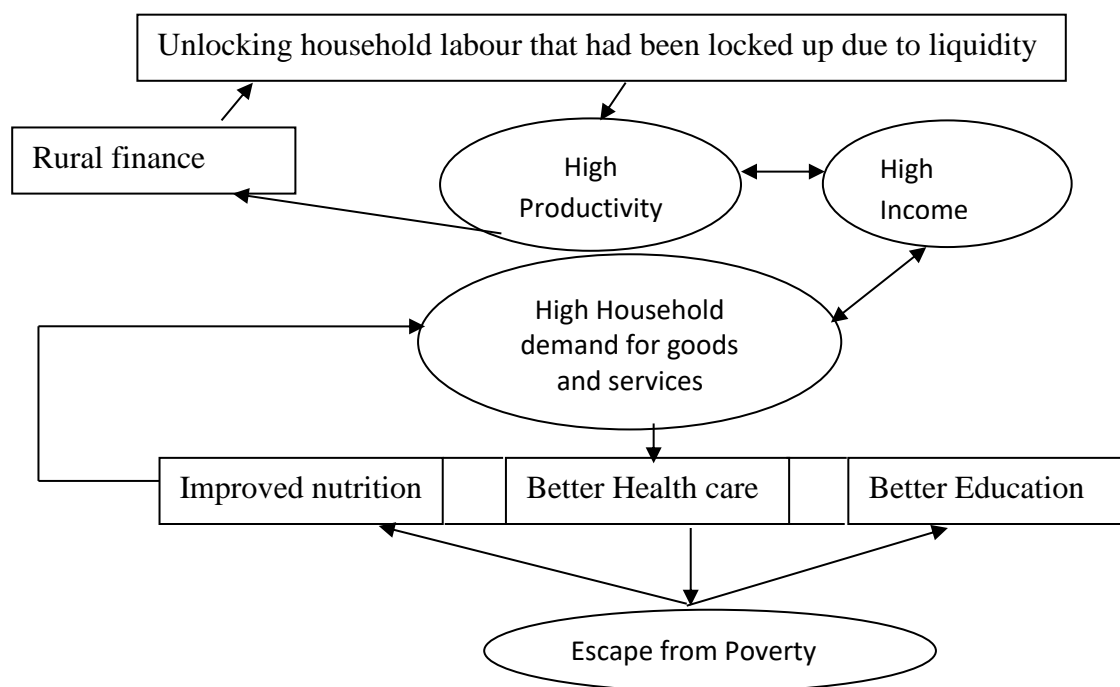 Unlocking household labour that had been locked up due to liquidity
Rural finance
High
Productivity
High
Income
High Household
demand for goods
and services
Improved nutrition
Better Health care
Better Education
Escape from Poverty